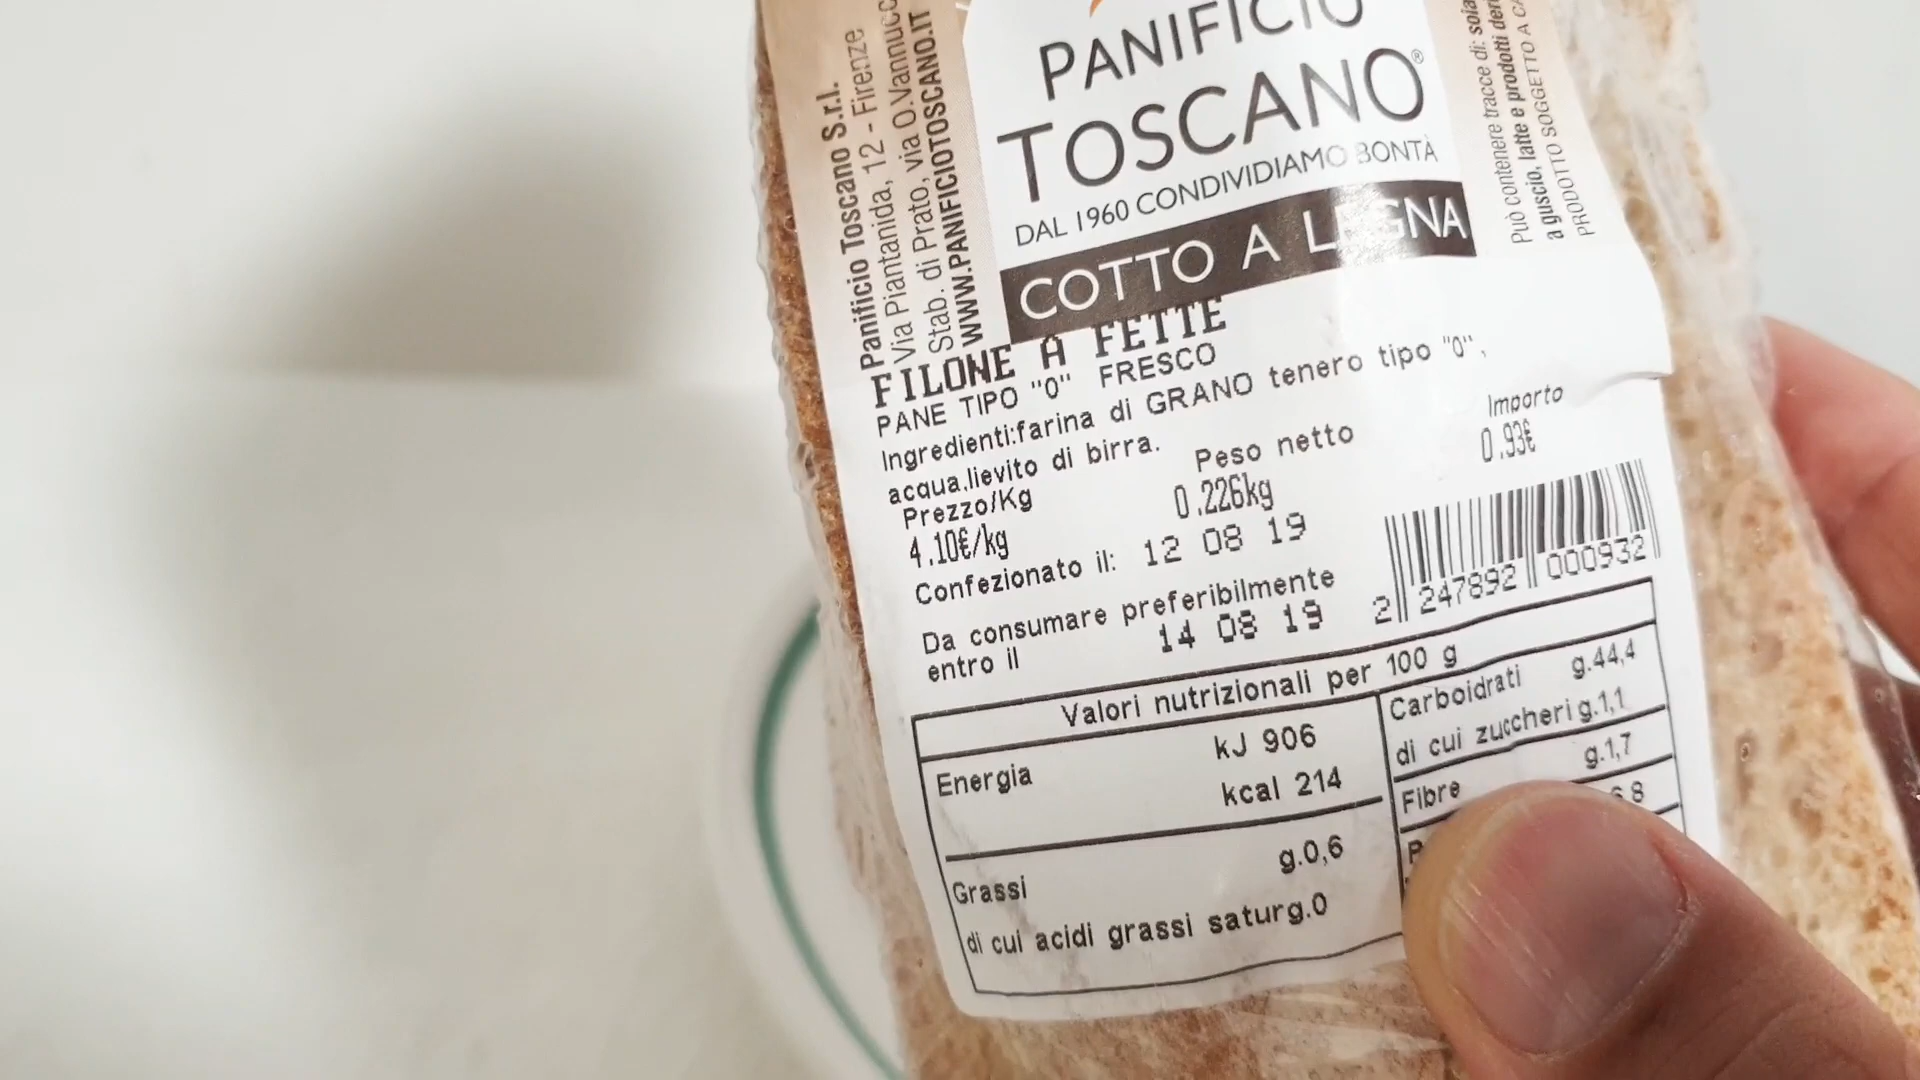 Panificio Toscano S.r.l.
Via Piantanida, 12 - Firenze
Stab. di Prato, via O.Vannucc
WWW.PANIFICIOTOSCANO.IT
PANIFICIO
TOSCANO®
DAL 1960 CONDIVIDIAMO BONTÀ
COTTO A LEGNA
Può contenere tracce di:
a guscio, latte e prodotti
PRODOTTO SOGGETTO A
FILONE A FETTE
PANE TIPO "0" FRESCO
Ingredienti:farina di GRANO tenero tipo "0",
acqua,lievito di birra.
Prezzo/Kg Peso netto Importo
4.10€/kg 0.226kg 0.93€
Confezionato il: 12 08 19
Da consumare preferibilmente
entro il 14 08 19
2 247892 000932
Valori nutrizionali per 100 g
Energia kJ 906
kcal 214
Grassi g.0,6
di cui acidi grassi saturg.0
Carboidrati g.44,4
di cui zuccheri g.1,1
Fibre g.1,7